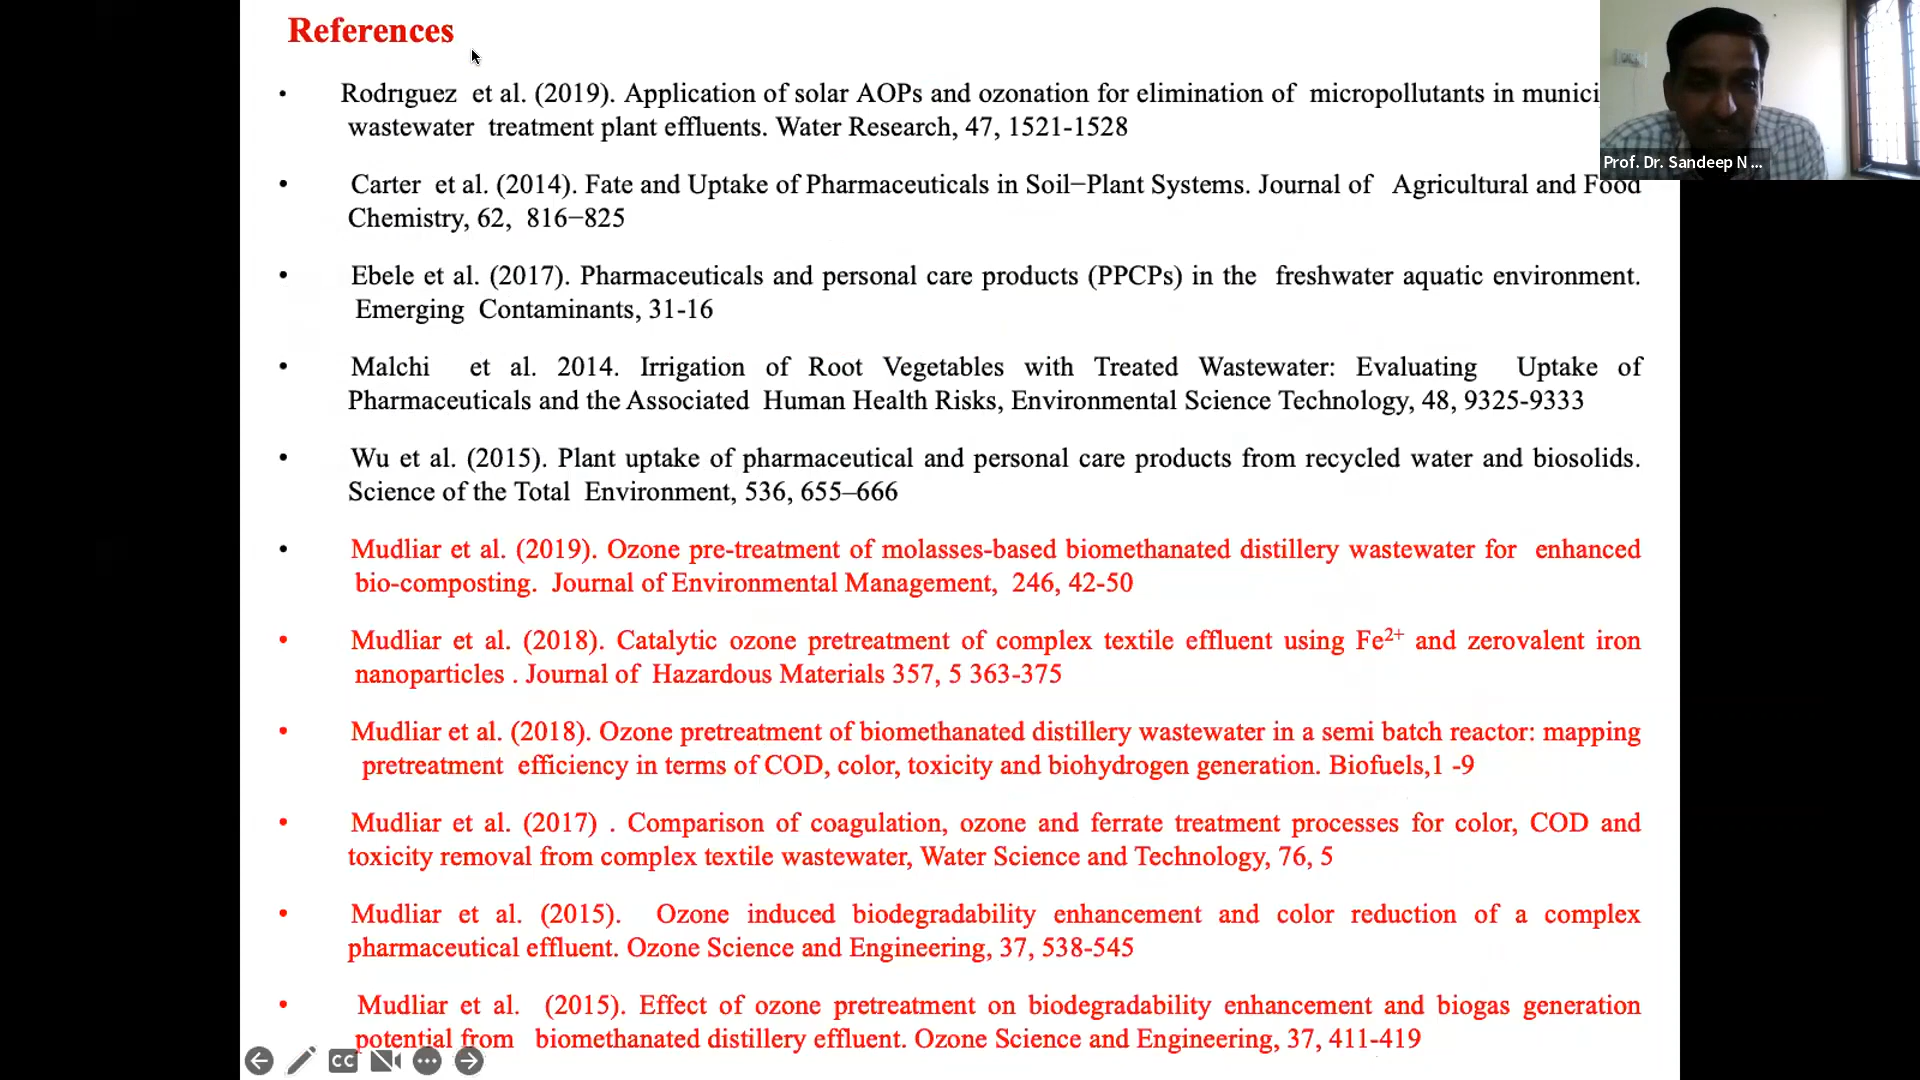 References
• Rodrıguez et al. (2019). Application of solar AOPs and ozonation for elimination of micropollutants in munici
wastewater treatment plant effluents. Water Research, 47, 1521-1528
• Carter et al. (2014). Fate and Uptake of Pharmaceuticals in Soil−Plant Systems. Journal of Agricultural and Food
Chemistry, 62, 816−825
• Ebele et al. (2017). Pharmaceuticals and personal care products (PPCPs) in the freshwater aquatic environment.
Emerging Contaminants, 31-16
• Malchi et al. 2014. Irrigation of Root Vegetables with Treated Wastewater: Evaluating Uptake of
Pharmaceuticals and the Associated Human Health Risks, Environmental Science Technology, 48, 9325-9333
• Wu et al. (2015). Plant uptake of pharmaceutical and personal care products from recycled water and biosolids.
Science of the Total Environment, 536, 655–666
• Mudliar et al. (2019). Ozone pre-treatment of molasses-based biomethanated distillery wastewater for enhanced
bio-composting. Journal of Environmental Management, 246, 42-50
• Mudliar et al. (2018). Catalytic ozone pretreatment of complex textile effluent using Fe²⁺ and zerovalent iron
nanoparticles . Journal of Hazardous Materials 357, 5 363-375
• Mudliar et al. (2018). Ozone pretreatment of biomethanated distillery wastewater in a semi batch reactor: mapping
pretreatment efficiency in terms of COD, color, toxicity and biohydrogen generation. Biofuels,1 -9
• Mudliar et al. (2017) . Comparison of coagulation, ozone and ferrate treatment processes for color, COD and
toxicity removal from complex textile wastewater, Water Science and Technology, 76, 5
• Mudliar et al. (2015). Ozone induced biodegradability enhancement and color reduction of a complex
pharmaceutical effluent. Ozone Science and Engineering, 37, 538-545
• Mudliar et al. (2015). Effect of ozone pretreatment on biodegradability enhancement and biogas generation
potential from biomethanated distillery effluent. Ozone Science and Engineering, 37, 411-419
CC
Prof. Dr. Sandeep N ...